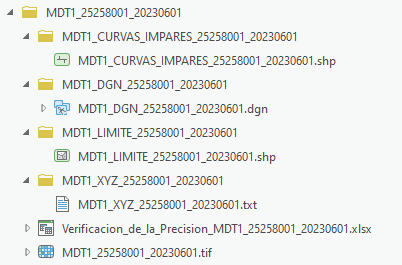 MDT1_25258001_20230601
MDT1_CURVAS_IMPARES_25258001_20230601
MDT1_CURVAS_IMPARES_25258001_20230601.shp
MDT1_DGN_25258001_20230601
MDT1_DGN_25258001_20230601.dgn
MDT1_LIMITE_25258001_20230601
MDT1_LIMITE_25258001_20230601.shp
MDT1_XYZ_25258001_20230601
MDT1_XYZ_25258001_20230601.txt
Verificacion_de_la_Precision_MDT1_25258001_20230601.xlsx
MDT1_25258001_20230601.tif